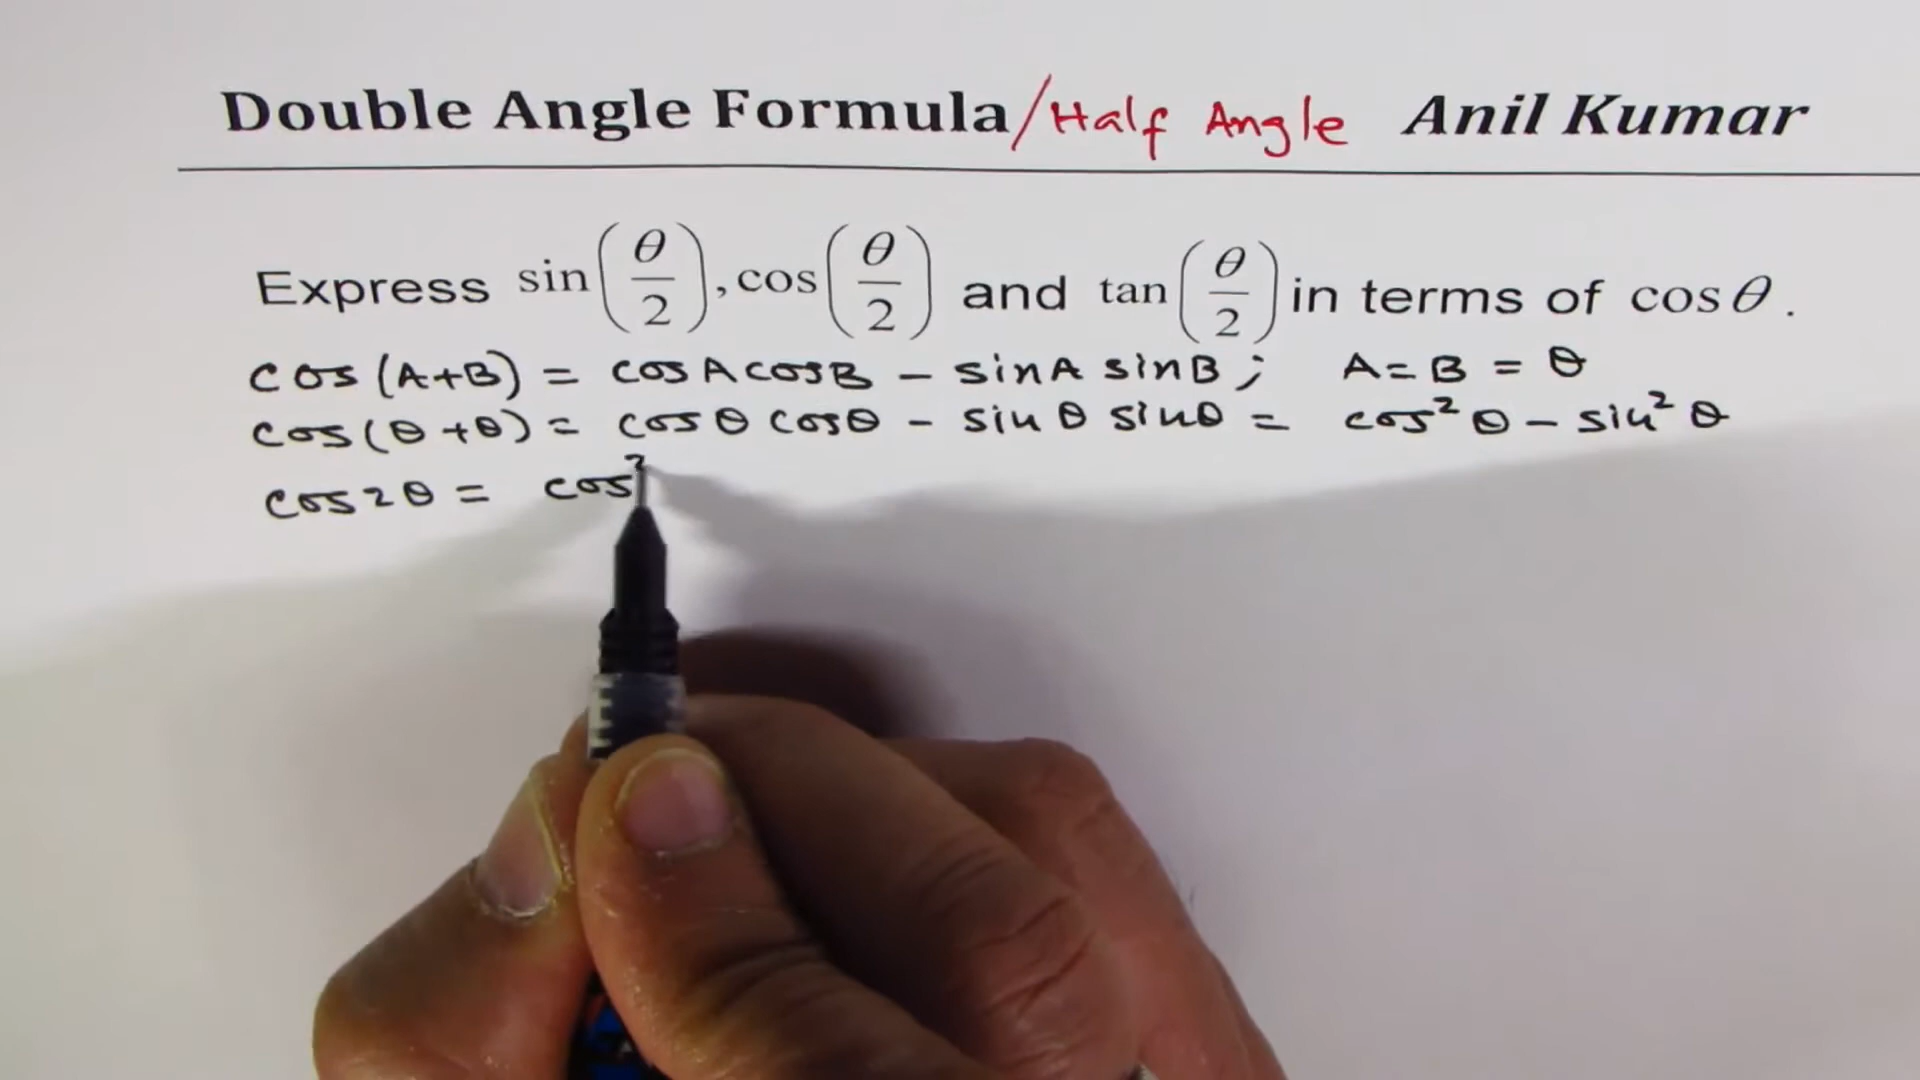 Double Angle Formula/Half Angle Anil Kumar
Express sin(θ/2), cos(θ/2) and tan(θ/2) in terms of cosθ.
cos(A+B) = cosAcosB - sinA sinB; A=B = θ
cos(θ+θ) = cosθ cosθ - sinθ sinθ = cos²θ - sin²θ
cos2θ = cos²